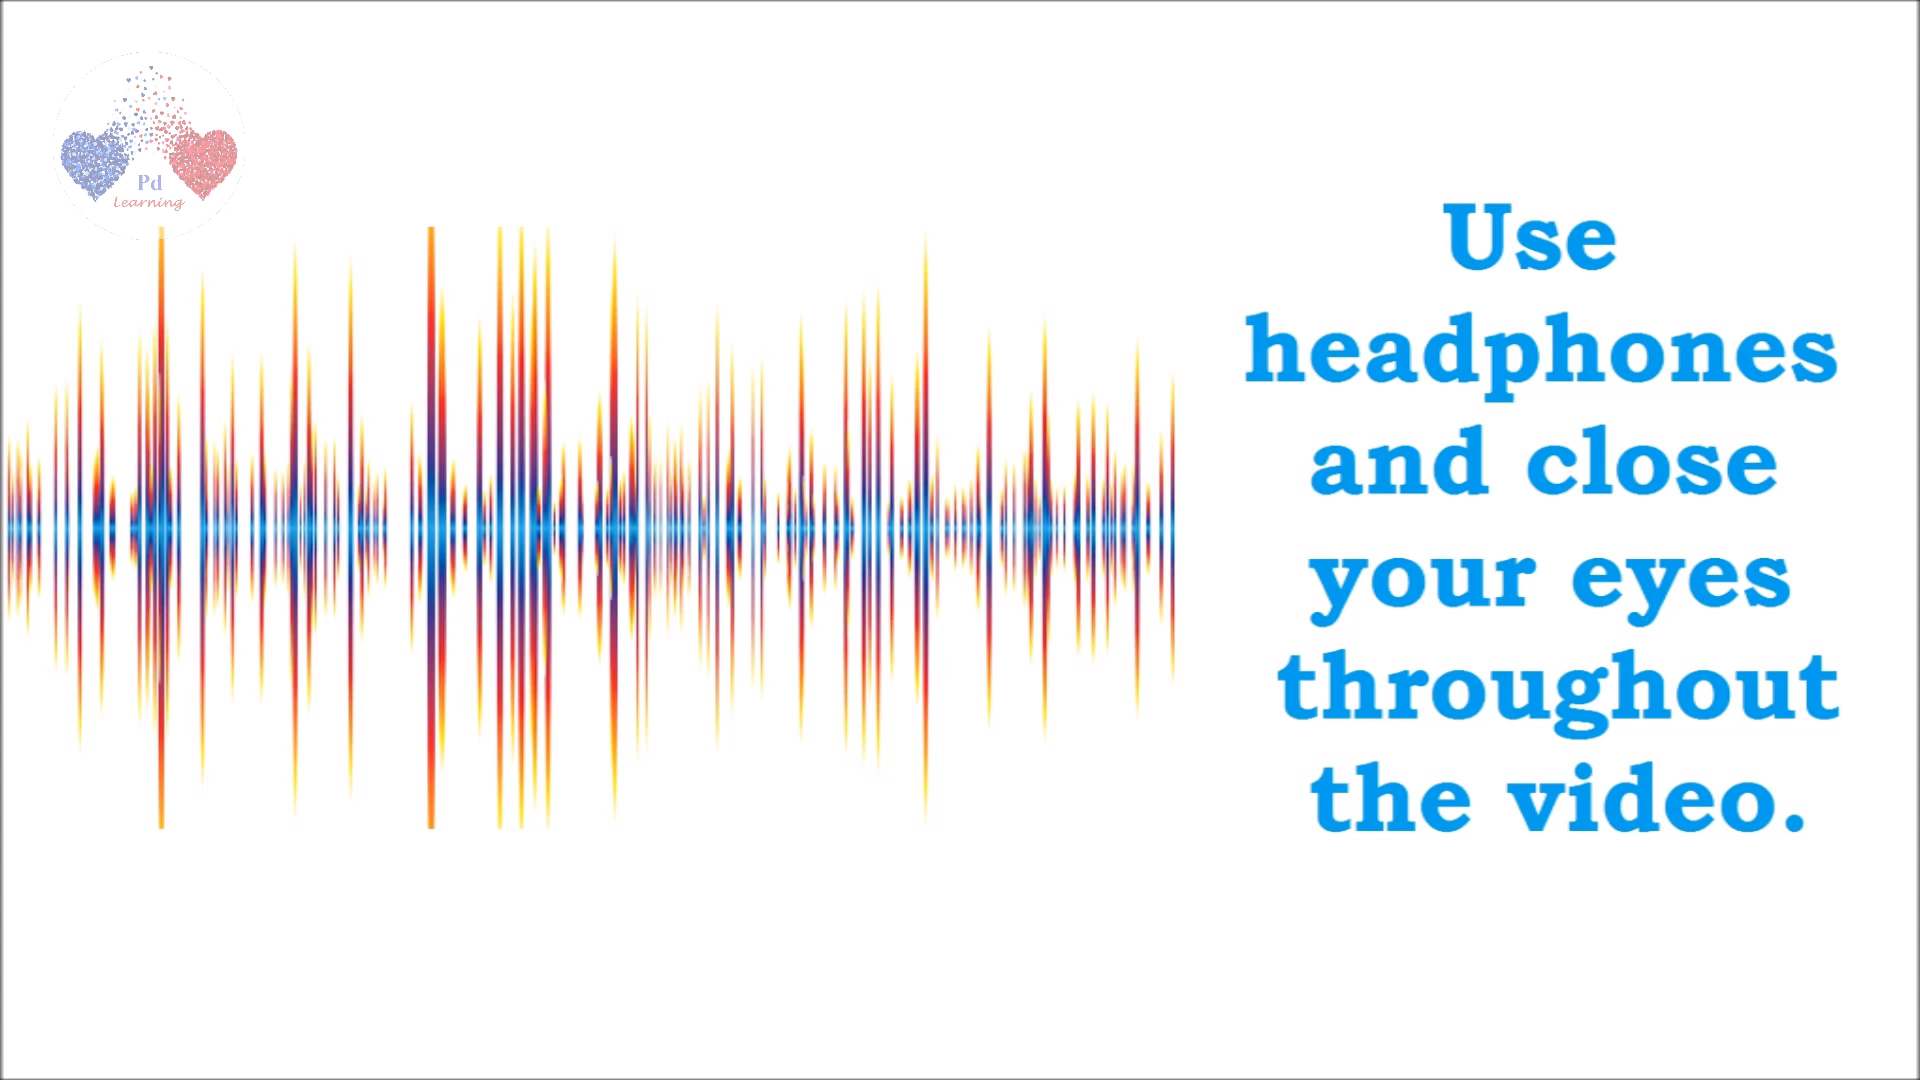 Pd
Learning
Use
headphones
and close
your eyes
throughout
the video.